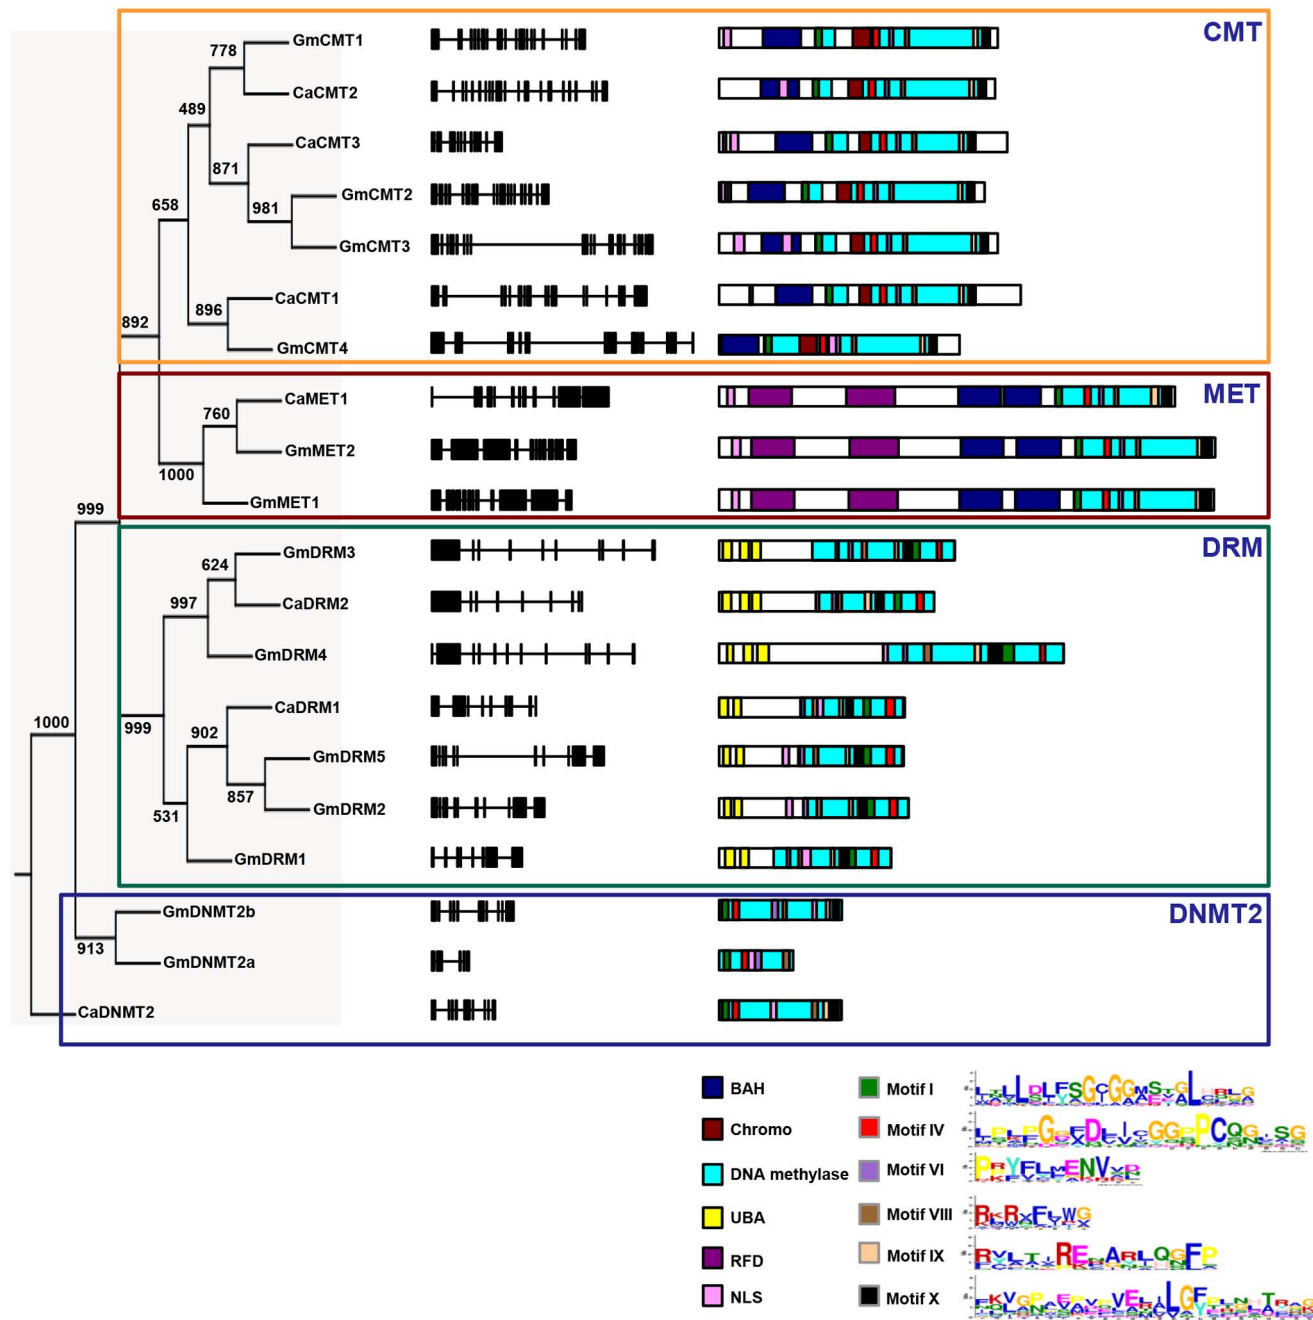 CMT
GmCMT1
778
CaCMT2
489
CaCMT3
871
GmCMT2
658
981
GmCMT3
CaCMT1
896
892
GmCMT4
MET
CaMET1
760
GmMET2
1000
GmMET1
999
DRM
GmDRM3
624
CaDRM2
997
GmDRM4
CaDRM1
1000
999
902
GmDRM5
857
GmDRM2
531
GmDRM1
DNMT2
GmDNMT2b
913
GmDNMT2a
CaDNMT2
BAH
Motif I
Chromo
Motif IV
DNA methylase
Motif VI
UBA
Motif VIII
RFD
Motif IX
NLS
Motif X